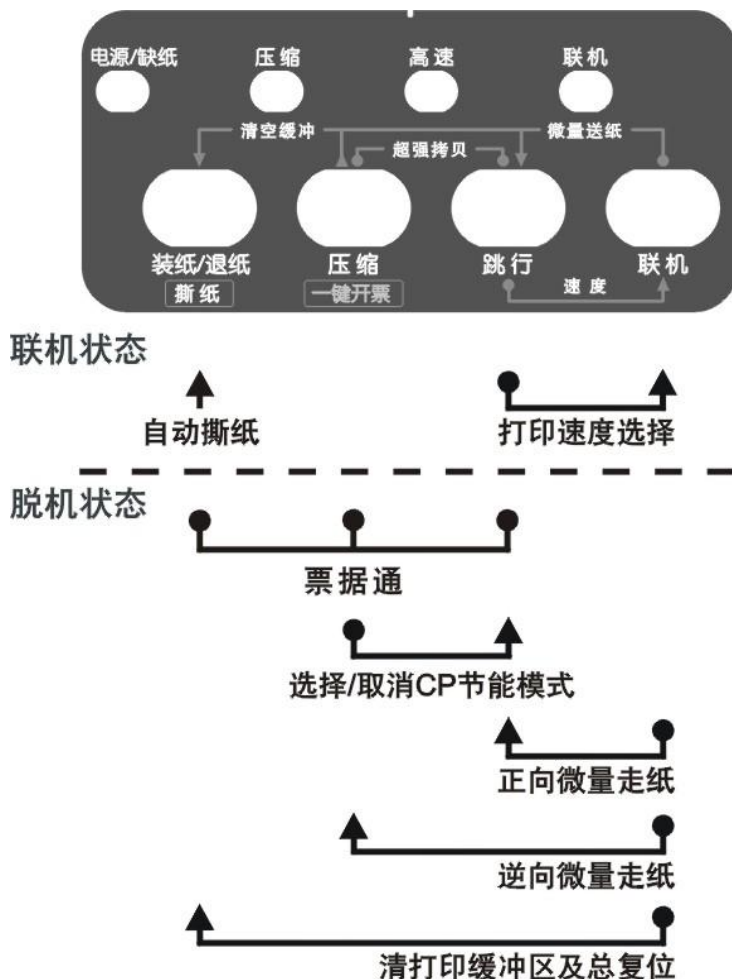 电源/缺纸 压缩 高速 联机
清空缓冲 微量送纸
超强拷贝
装纸/退纸 压缩 跳行 联机
撕纸 一键开票 速度
联机状态
自动撕纸 打印速度选择
脱机状态
票据通
选择/取消CP节能模式
正向微量走纸
逆向微量走纸
清打印缓冲区及总复位